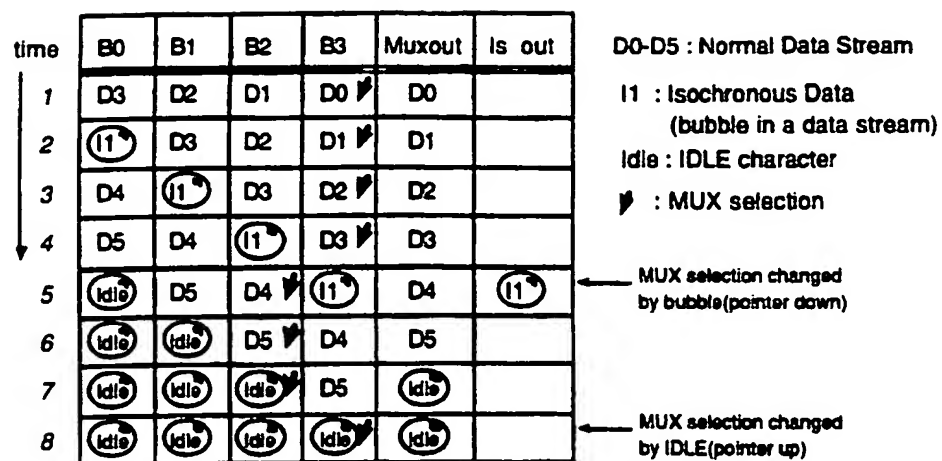 time B0 B1 B2 B3 Muxout Is out
1 D3 D2 D1 D0 D0
2 I1 D3 D2 D1 D1
3 D4 I1 D3 D2 D2
4 D5 D4 I1 D3 D3
5 Idle D5 D4 I1 D4 I1
6 Idle Idle D5 D4 D5
7 Idle Idle Idle D5 Idle
8 Idle Idle Idle Idle Idle
D0-D5 : Normal Data Stream
I1 : Isochronous Data
(bubble in a data stream)
Idle : IDLE character
: MUX selection
MUX selection changed
by bubble(pointer down)
MUX selection changed
by IDLE(pointer up)